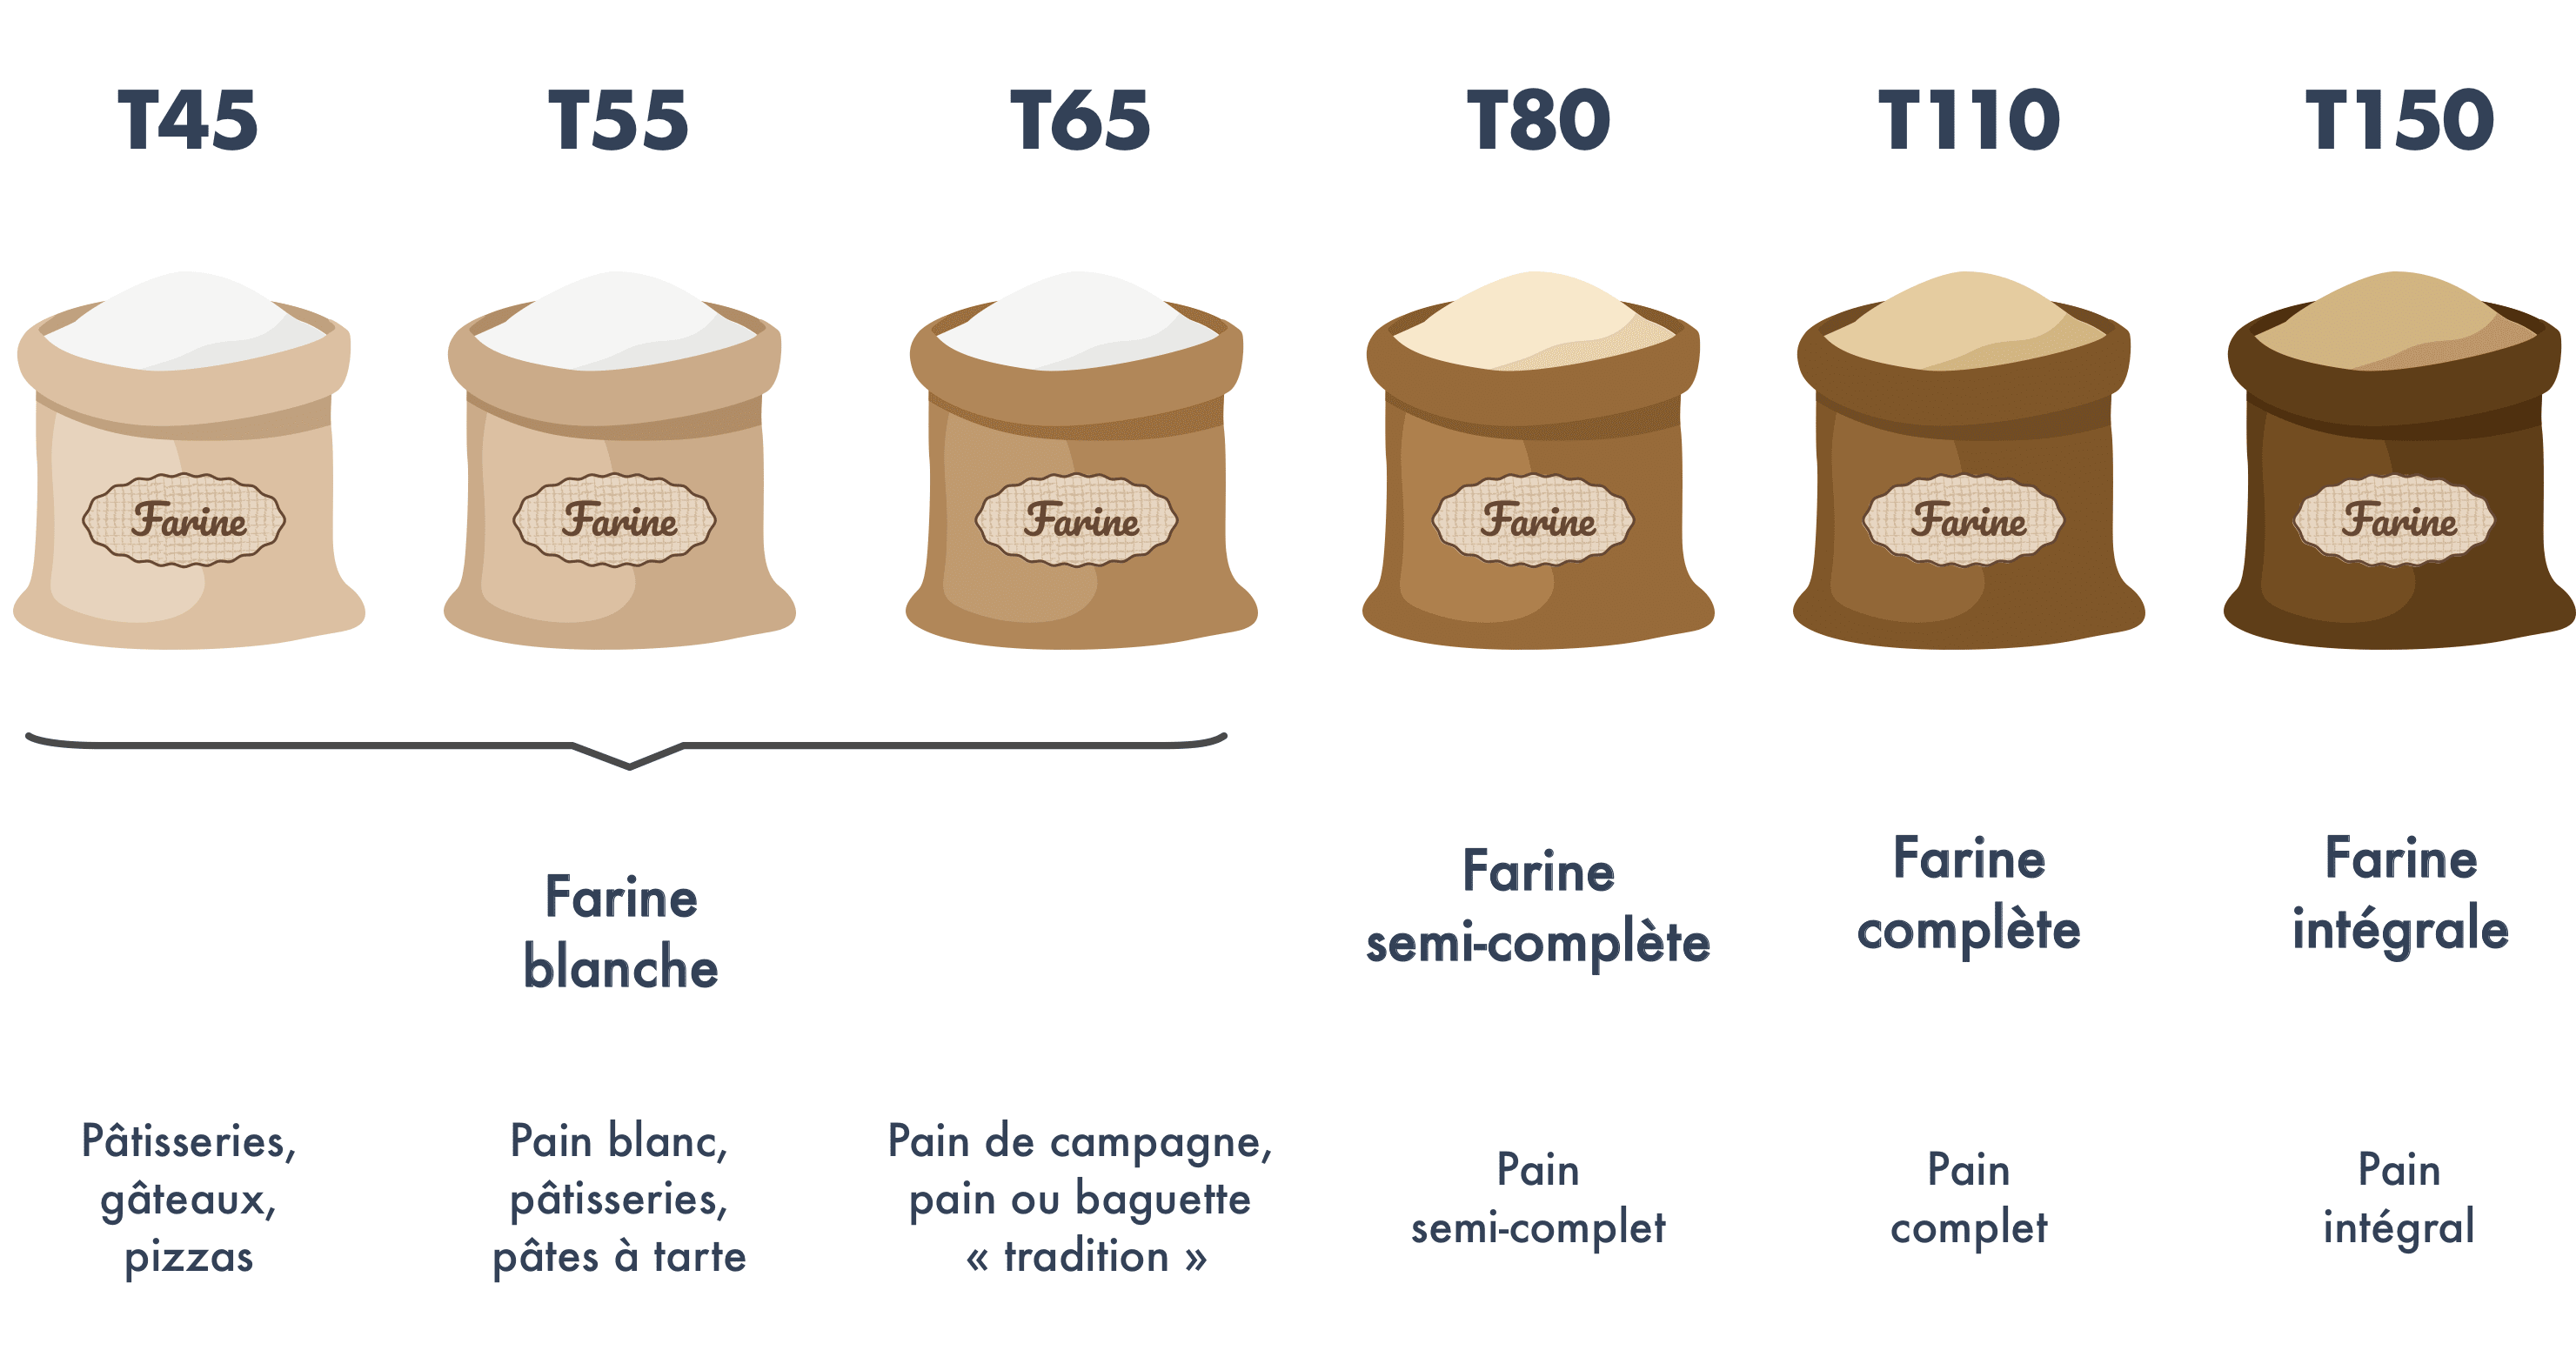 T45
T55
T65
T80
T110
T150
Farine
Farine
Farine
Farine
Farine
Farine
Farine
blanche
Farine
semi-complète
Farine
complète
Farine
intégrale
Pâtisseries,
gâteaux,
pizzas
Pain blanc,
pâtisseries,
pâtes à tarte
Pain de campagne,
pain ou baguette
« tradition »
Pain
semi-complet
Pain
complet
Pain
intégral